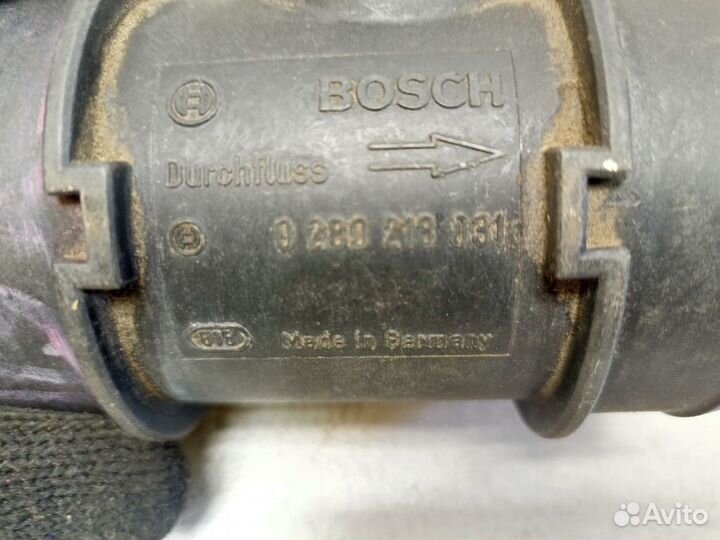 BOSCH
Durchfluss
0 280 218 031
Made in Germany
Avito